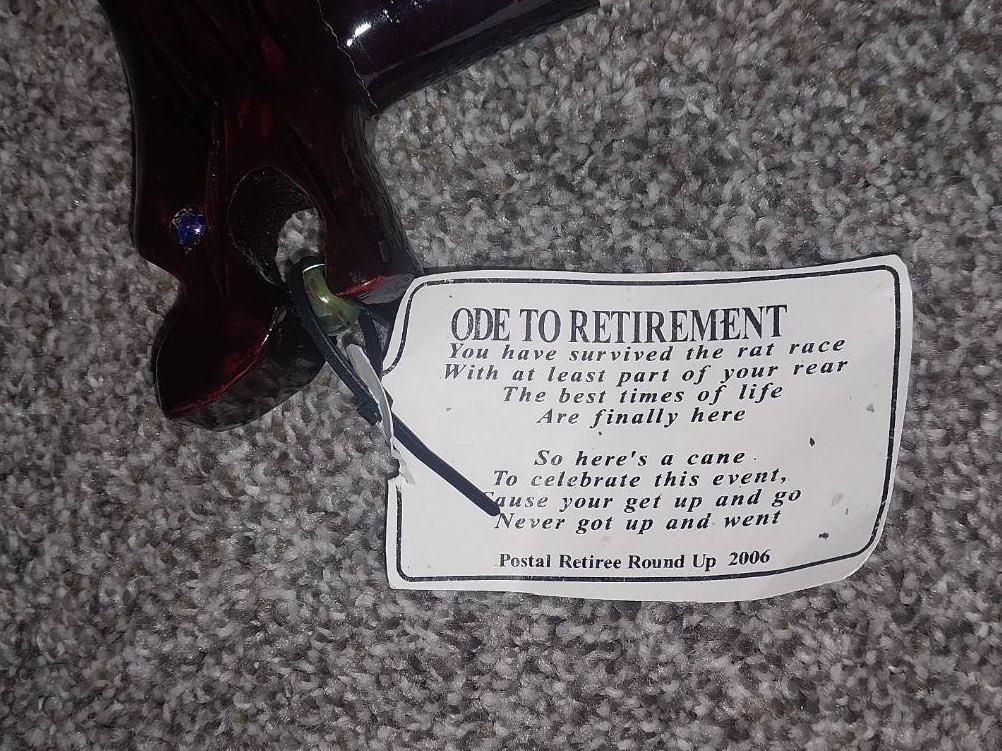 ODE TO RETIREMENT
You have survived the rat race
With at least part of your rear
The best times of life
Are finally here
So here's a cane
To celebrate this event,
Cause your get up and go
Never got up and went
Postal Retiree Round Up 2006